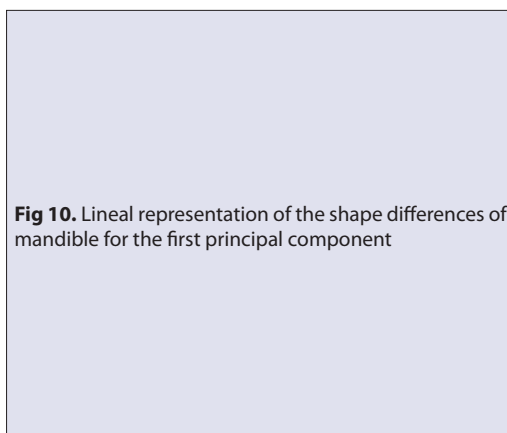 Fig 10. Lineal representation of the shape differences of
mandible for the first principal component